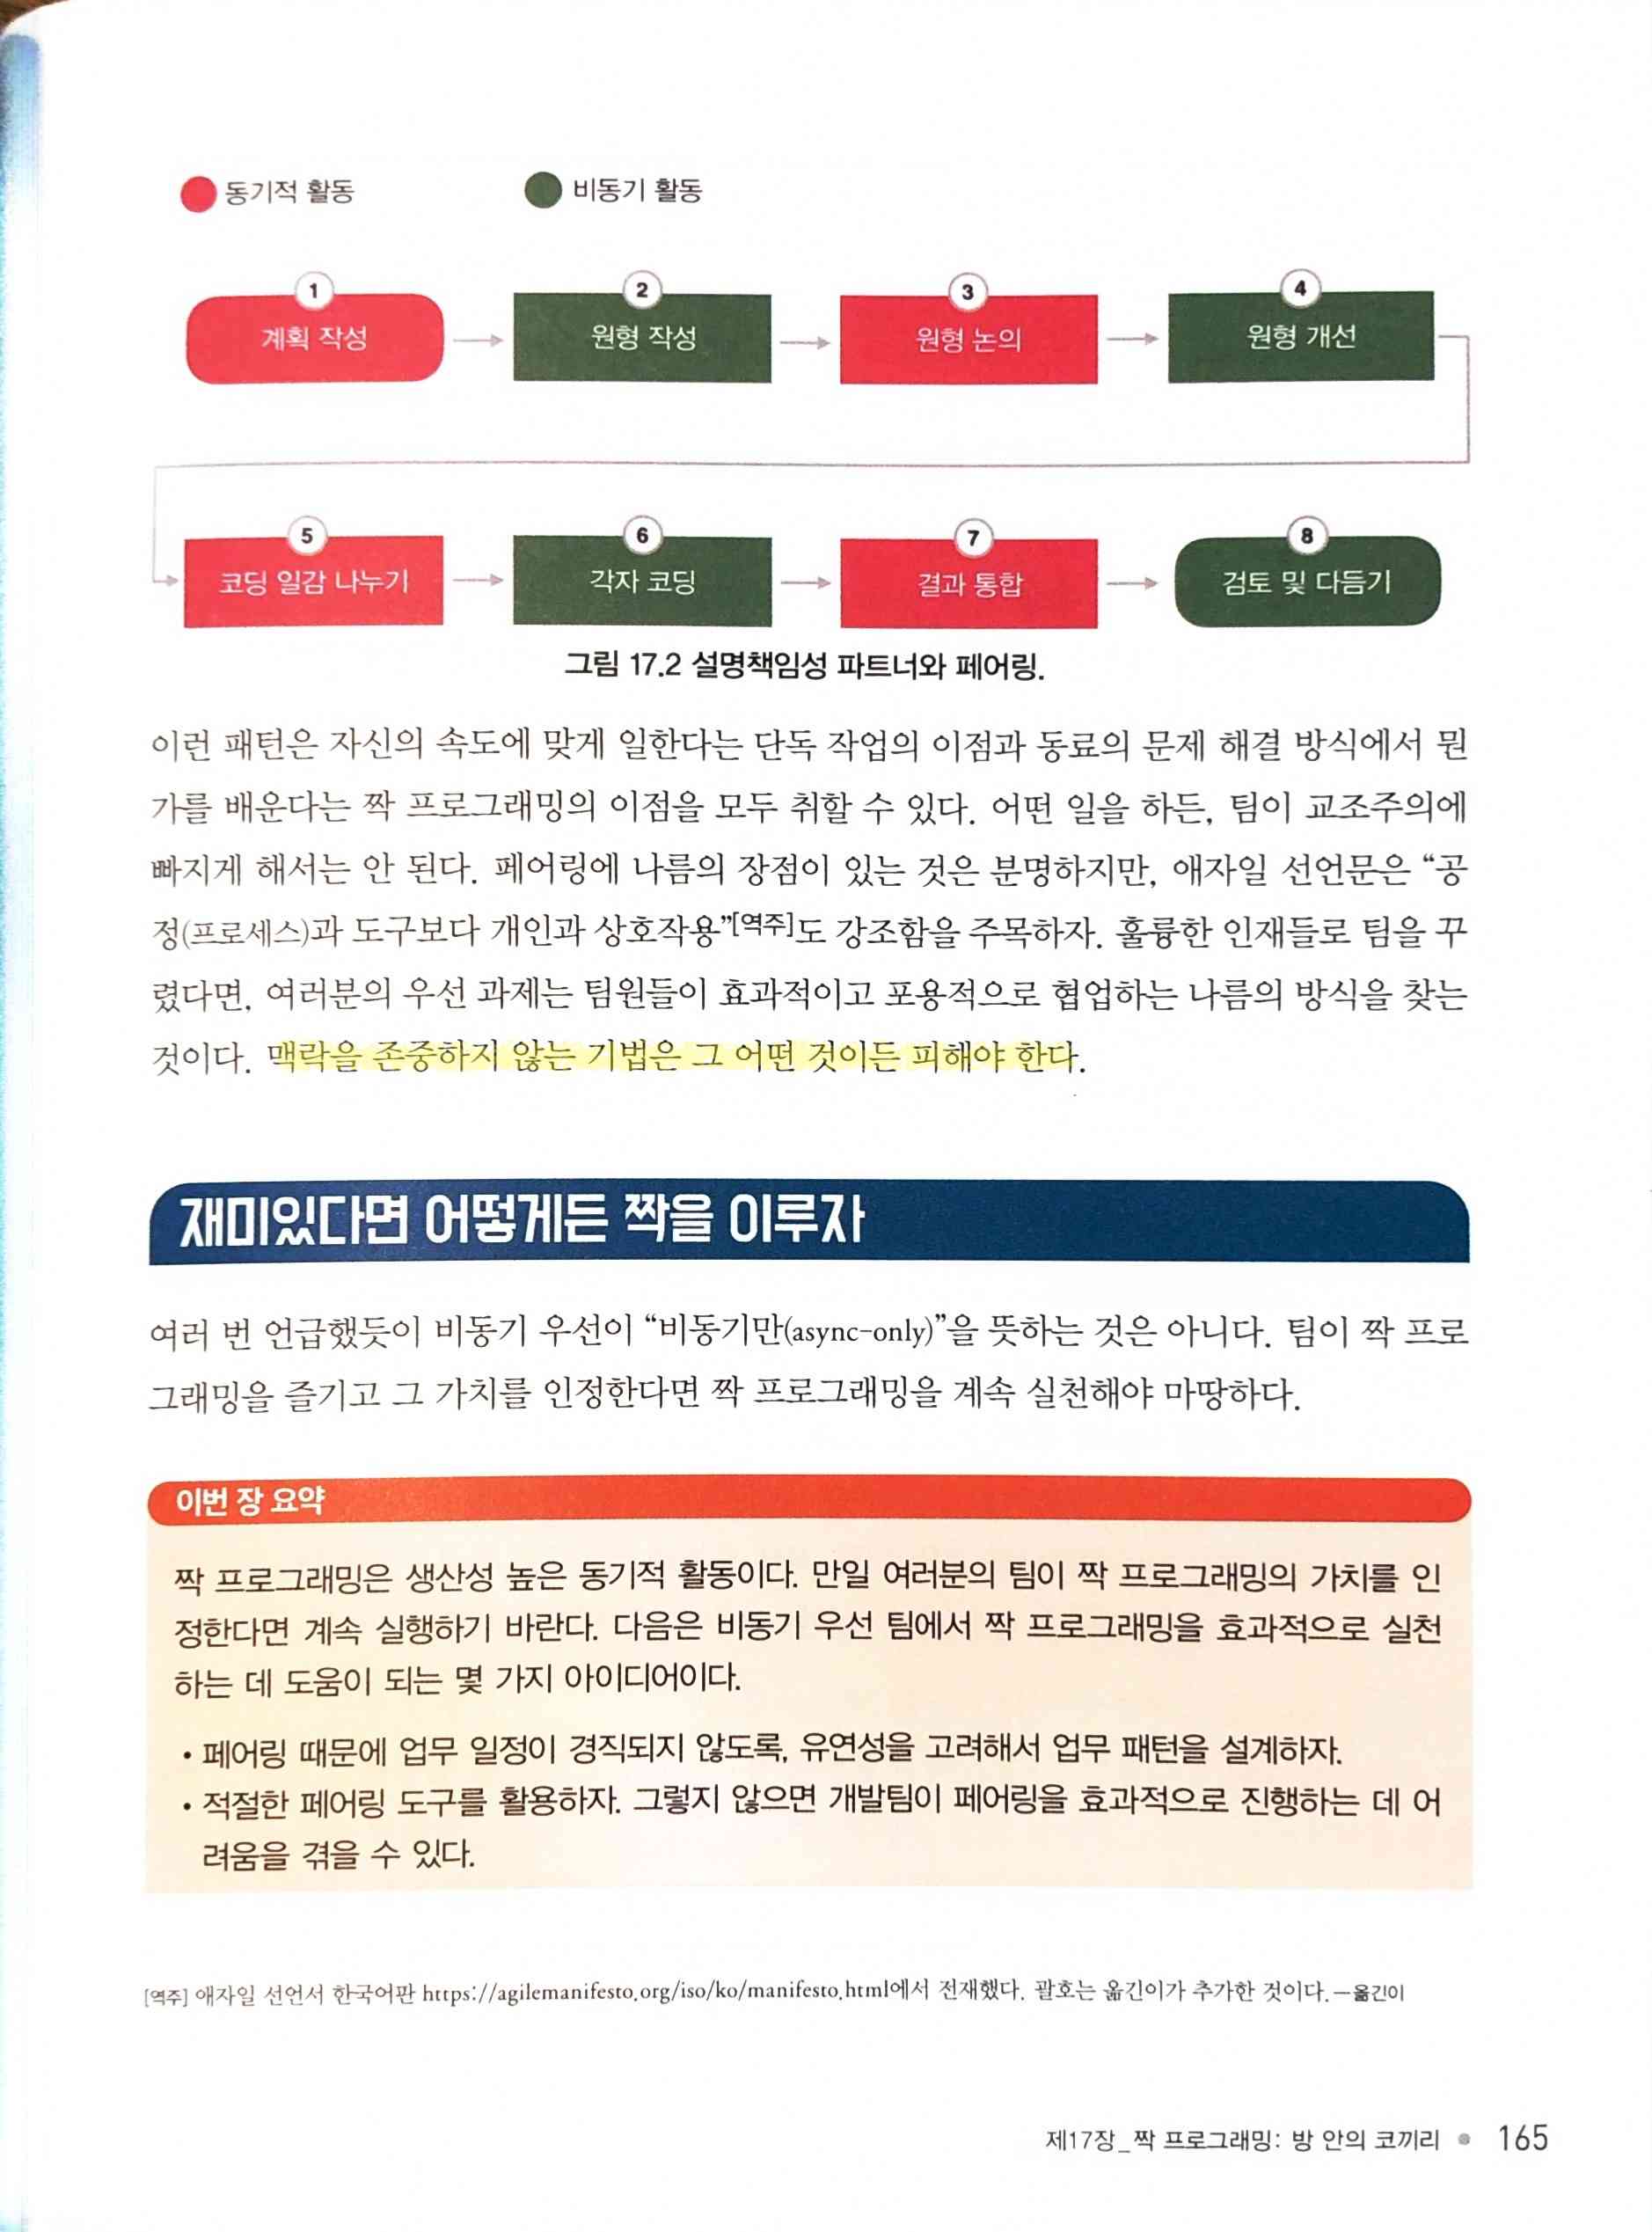 동기적 활동
비동기 활동
1
계획 작성
2
원형 작성
3
원형 논의
4
원형 개선
5
코딩 일감 나누기
6
각자 코딩
7
결과 통합
8
검토 및 다듬기
그림 17.2 설명책임성 파트너와 페어링.
이런 패턴은 자신의 속도에 맞게 일한다는 단독 작업의 이점과 동료의 문제 해결 방식에서 뭔
가를 배운다는 짝 프로그래밍의 이점을 모두 취할 수 있다. 어떤 일을 하든, 팀이 교조주의에
빠지게 해서는 안 된다. 페어링에 나름의 장점이 있는 것은 분명하지만, 애자일 선언문은 “공
정(프로세스)과 도구보다 개인과 상호작용”[역주]도 강조함을 주목하자. 훌륭한 인재들로 팀을 꾸
렸다면, 여러분의 우선 과제는 팀원들이 효과적이고 포용적으로 협업하는 나름의 방식을 찾는
것이다. 맥락을 존중하지 않는 기법은 그 어떤 것이든 피해야 한다.
재미있다면 어떻게든 짝을 이루자
여러 번 언급했듯이 비동기 우선이 “비동기만(async-only)”을 뜻하는 것은 아니다. 팀이 짝 프로
그래밍을 즐기고 그 가치를 인정한다면 짝 프로그래밍을 계속 실천해야 마땅하다.
이번 장 요약
짝 프로그래밍은 생산성 높은 동기적 활동이다. 만일 여러분의 팀이 짝 프로그래밍의 가치를 인
정한다면 계속 실행하기 바란다. 다음은 비동기 우선 팀에서 짝 프로그래밍을 효과적으로 실천
하는 데 도움이 되는 몇 가지 아이디어이다.
• 페어링 때문에 업무 일정이 경직되지 않도록, 유연성을 고려해서 업무 패턴을 설계하자.
• 적절한 페어링 도구를 활용하자. 그렇지 않으면 개발팀이 페어링을 효과적으로 진행하는 데 어
려움을 겪을 수 있다.
[역주] 애자일 선언서 한국어판 https://agilemanifesto.org/iso/ko/manifesto.html에서 전재했다. 괄호는 옮긴이가 추가한 것이다. —옮긴이
제17장_짝 프로그래밍: 방 안의 코끼리 ● 165